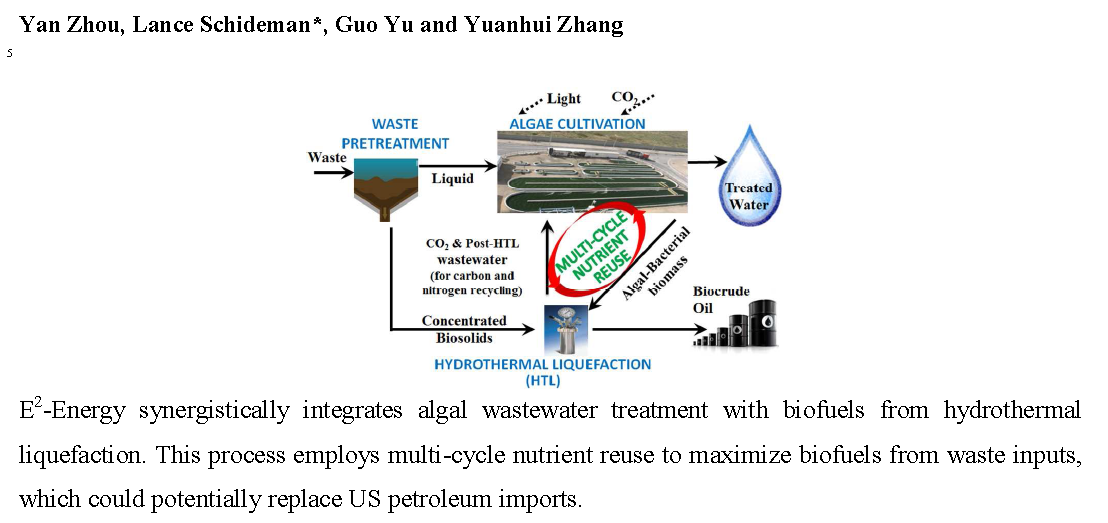 Yan Zhou, Lance Schideman*, Guo Yu and Yuanhui Zhang
5
Light
CO2
WASTE
PRETREATMENT
ALGAE CULTIVATION
Waste
Liquid
Treated
Water
CO2 & Post-HTL
wastewater
(for carbon and
nitrogen recycling)
MULTI-CYCLE
NUTRIENT
REUSE
Algal-Bacterial
biomass
Biocrude
Oil
Concentrated
Biosolids
HYDROTHERMAL LIQUEFACTION
(HTL)
E2-Energy synergistically integrates algal wastewater treatment with biofuels from hydrothermal
liquefaction. This process employs multi-cycle nutrient reuse to maximize biofuels from waste inputs,
which could potentially replace US petroleum imports.